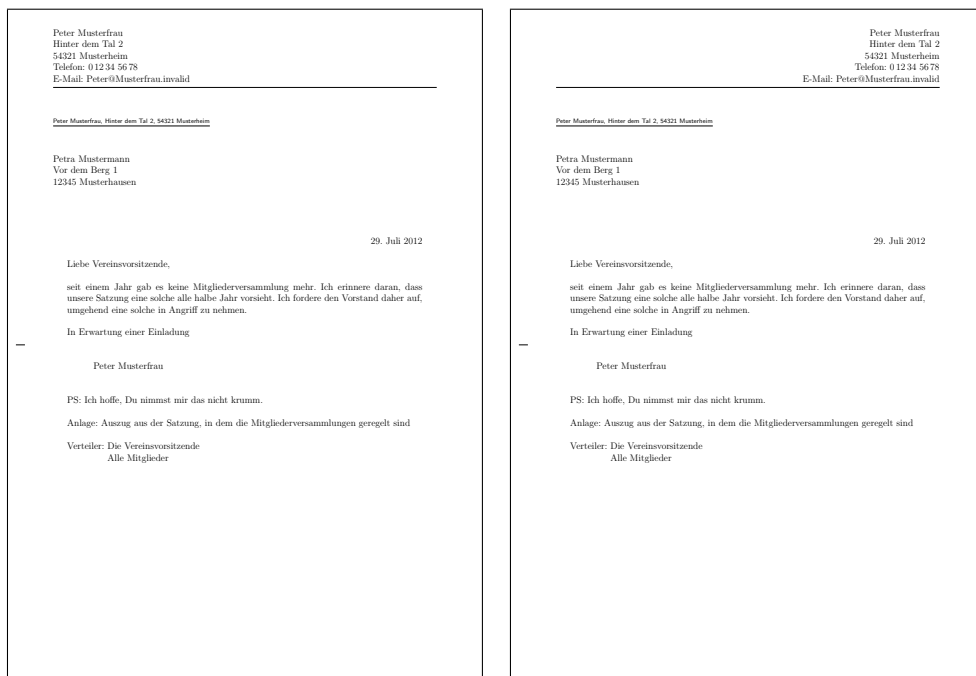 Peter Musterfrau
Hinter dem Tal 2
54321 Musterheim
Telefon: 0 12 34 56 78
E-Mail: Peter@Musterfrau.invalid
Peter Musterfrau, Hinter dem Tal 2, 54321 Musterheim
Petra Mustermann
Vor dem Berg 1
12345 Musterhausen
29. Juli 2012
Liebe Vereinsvorsitzende,
seit einem Jahr gab es keine Mitgliederversammlung mehr. Ich erinnere daran, dass
unsere Satzung eine solche alle halbe Jahr vorsieht. Ich fordere den Vorstand daher auf,
umgehend eine solche in Angriff zu nehmen.
In Erwartung einer Einladung
Peter Musterfrau
PS: Ich hoffe, Du nimmst mir das nicht krumm.
Anlage: Auszug aus der Satzung, in dem die Mitgliederversammlungen geregelt sind
Verteiler: Die Vereinsvorsitzende
Alle Mitglieder
Peter Musterfrau
Hinter dem Tal 2
54321 Musterheim
Telefon: 0 12 34 56 78
E-Mail: Peter@Musterfrau.invalid
Peter Musterfrau, Hinter dem Tal 2, 54321 Musterheim
Petra Mustermann
Vor dem Berg 1
12345 Musterhausen
29. Juli 2012
Liebe Vereinsvorsitzende,
seit einem Jahr gab es keine Mitgliederversammlung mehr. Ich erinnere daran, dass
unsere Satzung eine solche alle halbe Jahr vorsieht. Ich fordere den Vorstand daher auf,
umgehend eine solche in Angriff zu nehmen.
In Erwartung einer Einladung
Peter Musterfrau
PS: Ich hoffe, Du nimmst mir das nicht krumm.
Anlage: Auszug aus der Satzung, in dem die Mitgliederversammlungen geregelt sind
Verteiler: Die Vereinsvorsitzende
Alle Mitglieder